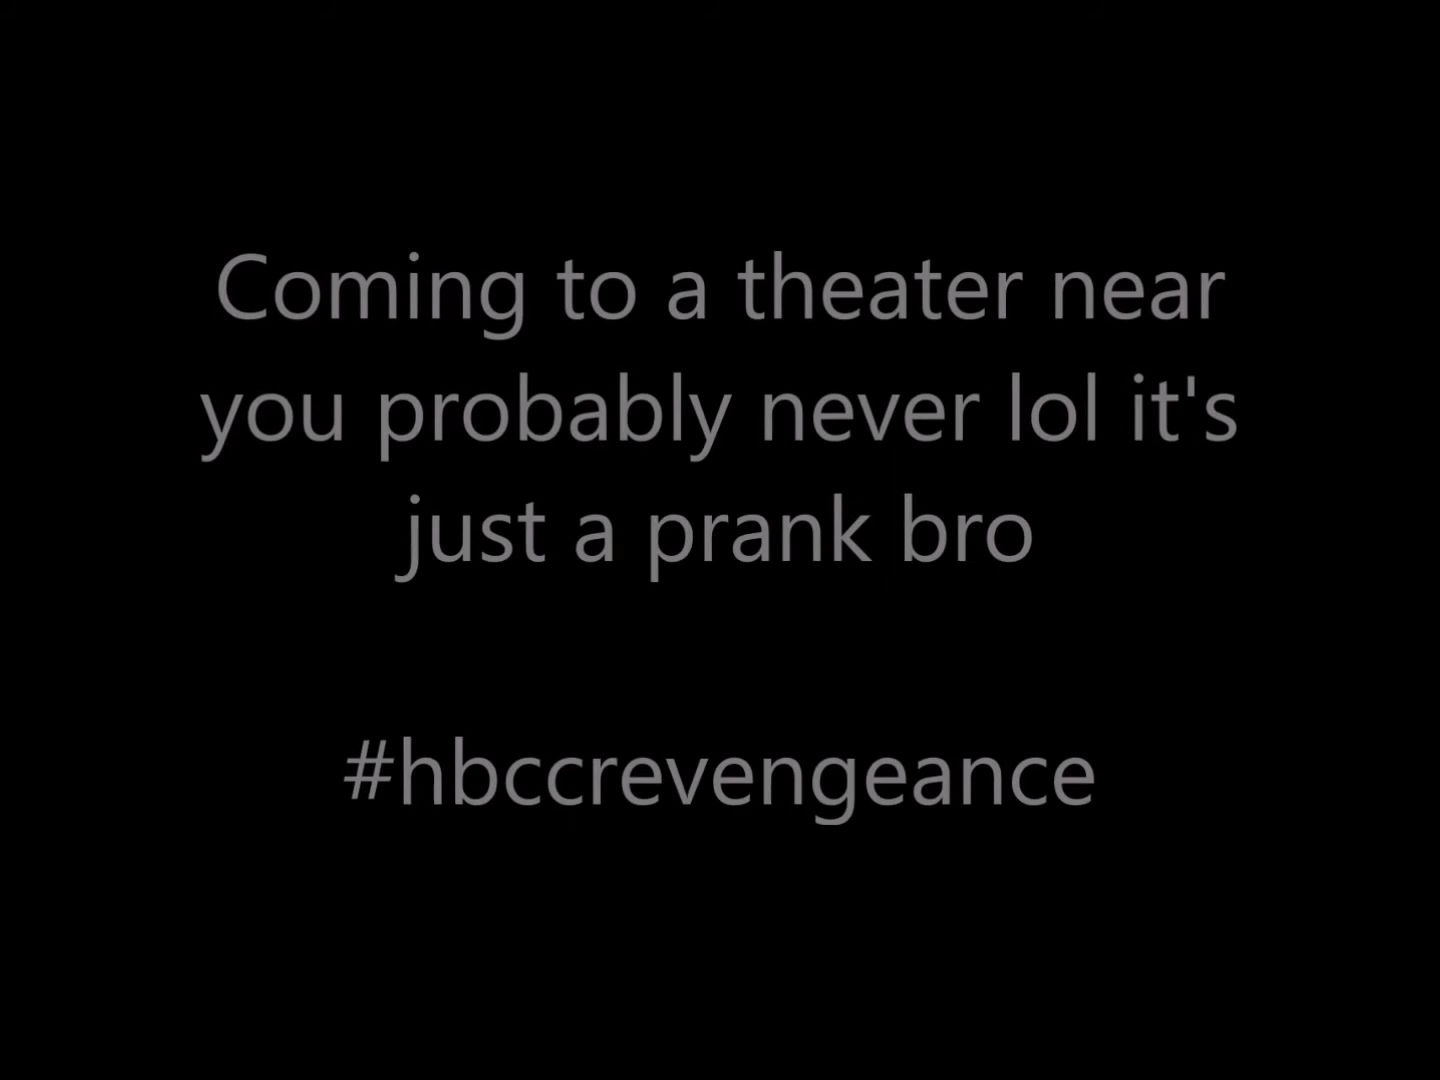 Coming to a theater near
you probably never lol it's
just a prank bro
#hbccrevengeance